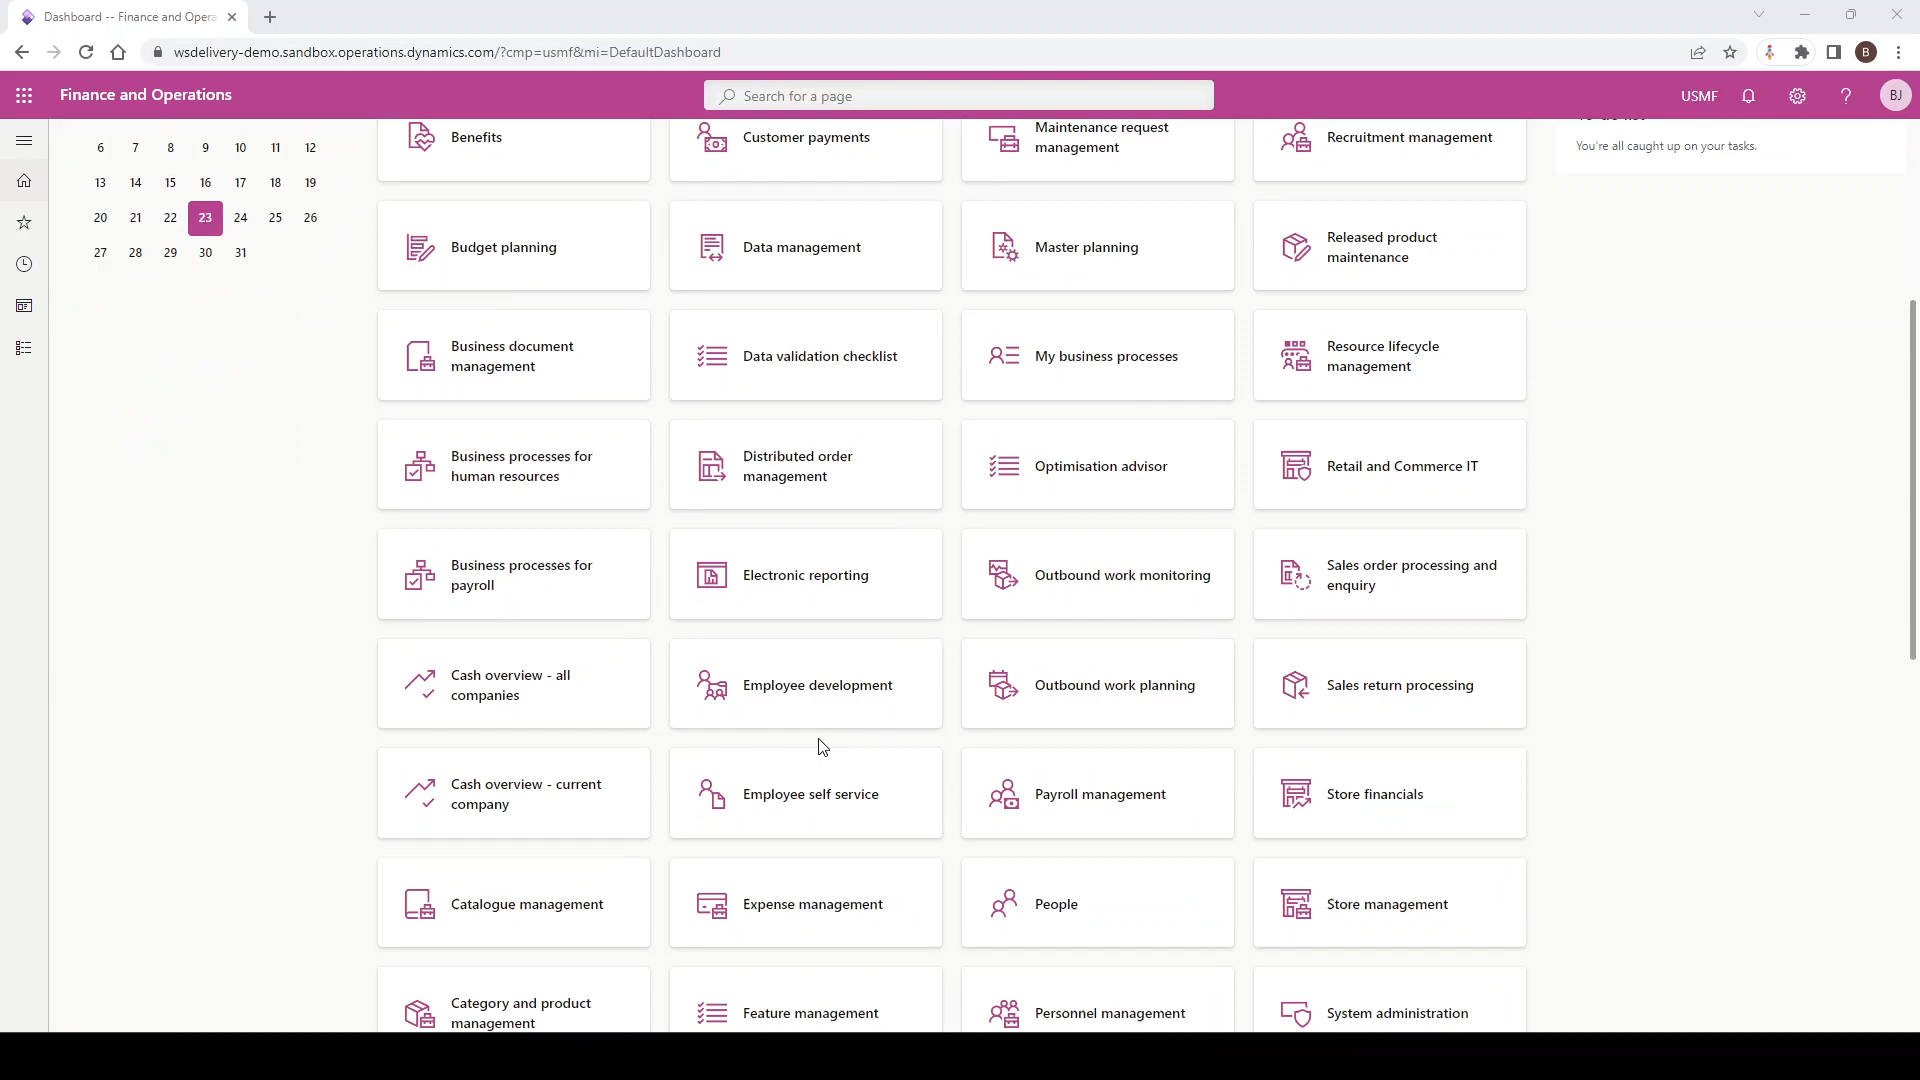 Dashboard -- Finance and Opera
wsdelivery-demo.sandbox.operations.dynamics.com/?cmp=usmf&mi=DefaultDashboard
B
Finance and Operations
Search for a page
USMF
BJ
6 7 8 9 10 11 12
13 14 15 16 17 18 19
20 21 22 23 24 25 26
27 28 29 30 31
Benefits
Customer payments
Maintenance request
management
Recruitment management
You're all caught up on your tasks.
Budget planning
Data management
Master planning
Released product
maintenance
Business document
management
Data validation checklist
My business processes
Resource lifecycle
management
Business processes for
human resources
Distributed order
management
Optimisation advisor
Retail and Commerce IT
Business processes for
payroll
Electronic reporting
Outbound work monitoring
Sales order processing and
enquiry
Cash overview - all
companies
Employee development
Outbound work planning
Sales return processing
Cash overview - current
company
Employee self service
Payroll management
Store financials
Catalogue management
Expense management
People
Store management
Category and product
management
Feature management
Personnel management
System administration